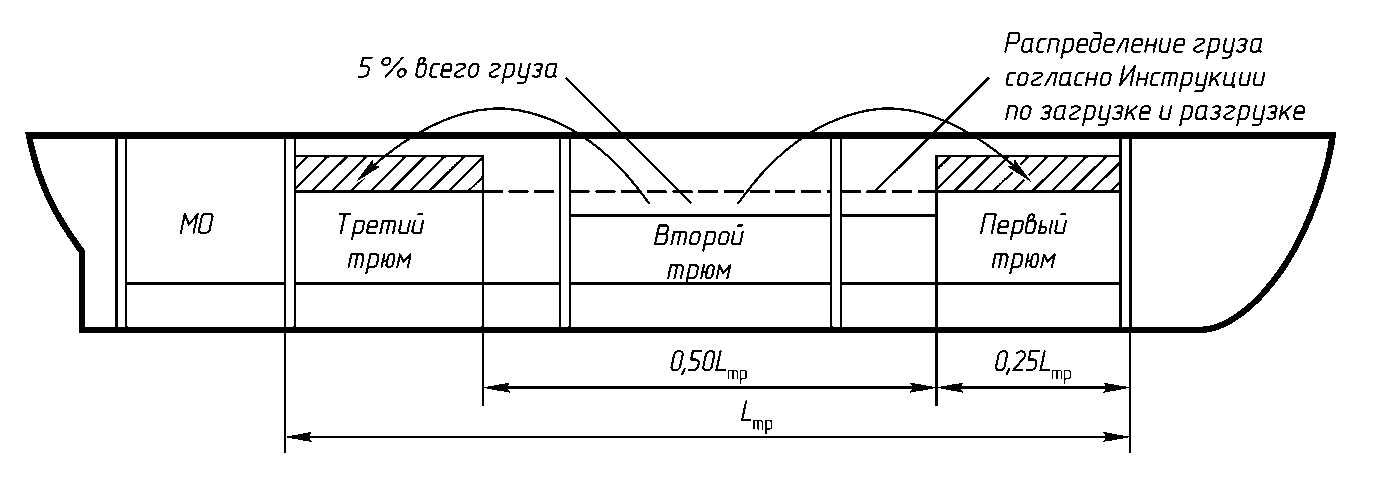 5 % всего груза
Распределение груза
согласно Инструкции
по загрузке и разгрузке
МО
Третий
трюм
Второй
трюм
Первый
трюм
0,50Lтр
0,25Lтр
Lтр